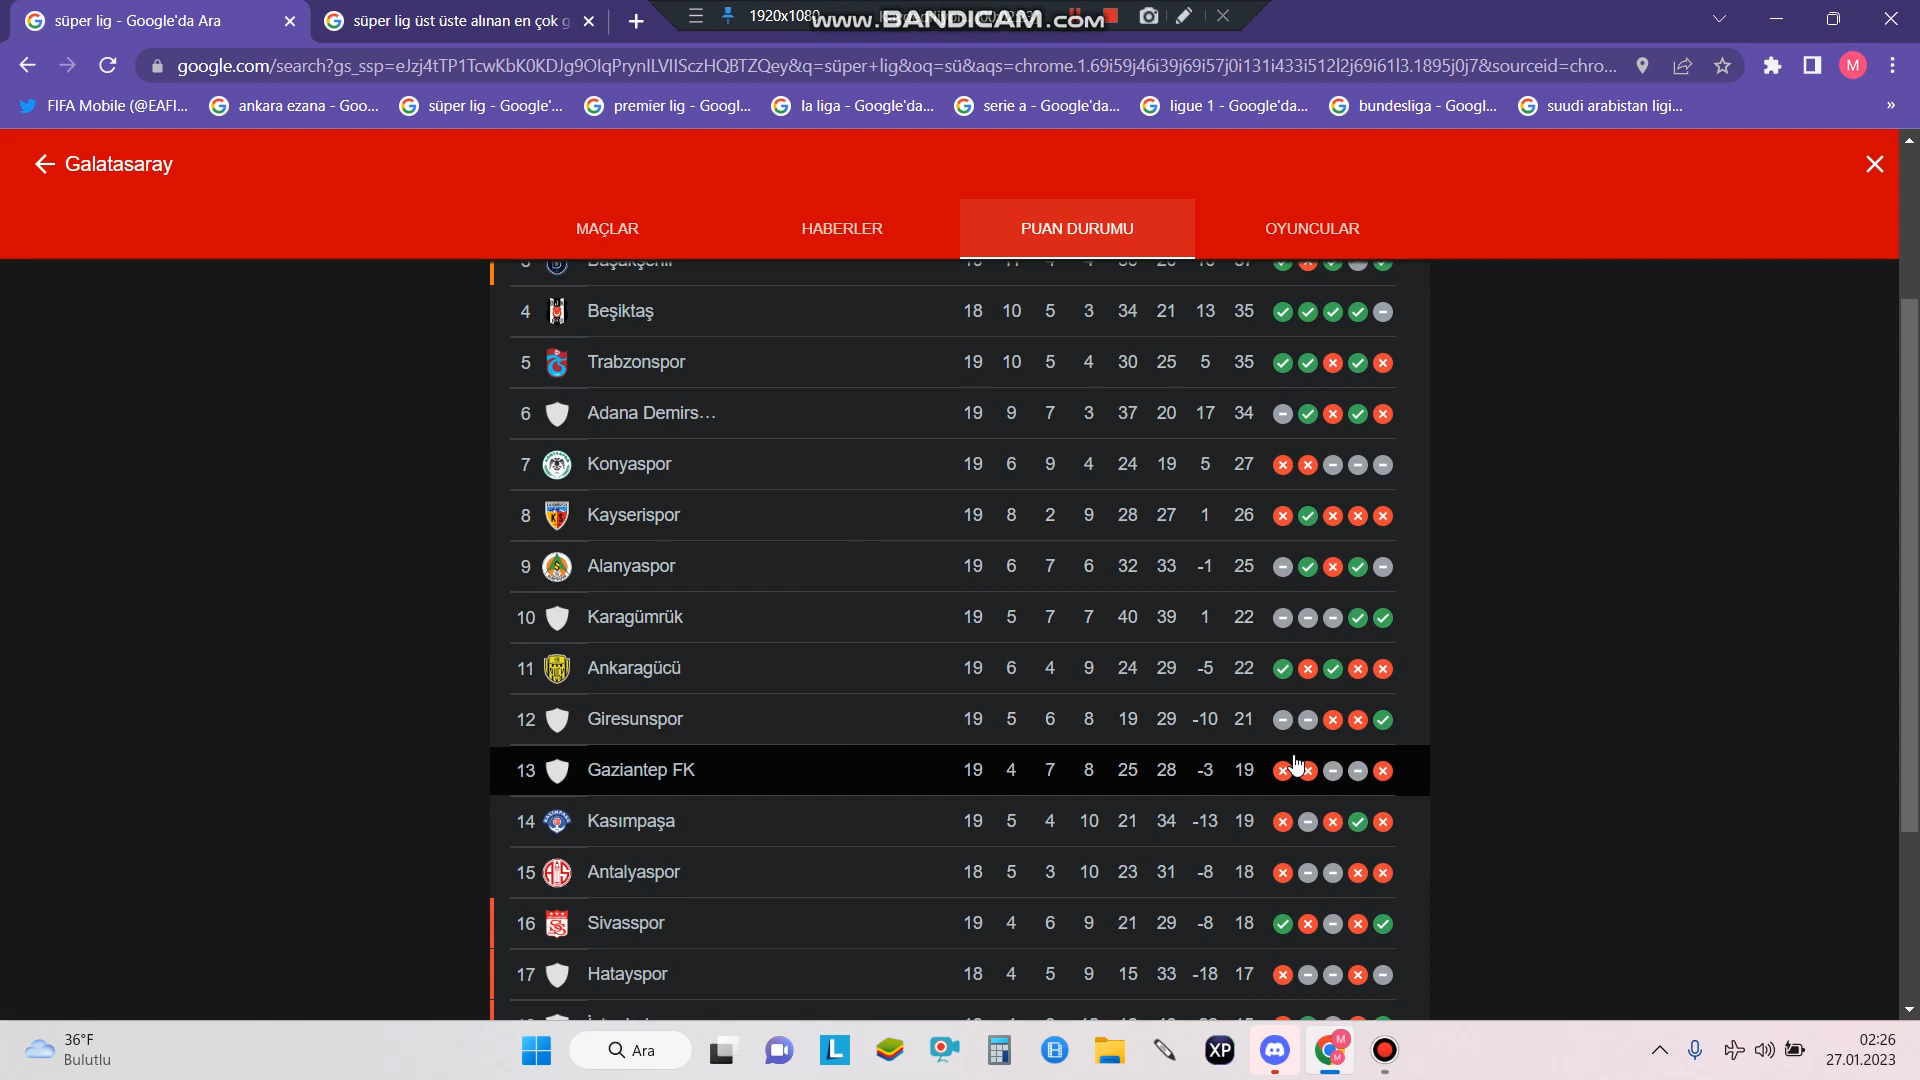 süper lig - Google'da Ara
süper lig üst üste alınan en çok g
1920x1080
www.BANDICAM.com
google.com/search?gs_ssp=eJzj4tTP1TcwKbK0KDJg9OIqPrynILVIISczHQBTZQey&q=süper+lig&oq=sü&aqs=chrome.1.69i59j46i39j69i57j0i131i433i512l2j69i61l3.1895j0j7&sourceid=chro...
FIFA Mobile (@EAFI... ankara ezana - Goo... süper lig - Google'... premier lig - Googl... la liga - Google'da... serie a - Google'da... ligue 1 - Google'da... bundesliga - Googl... suudi arabistan ligi... »
Galatasaray
MAÇLAR HABERLER PUAN DURUMU OYUNCULAR
4 Beşiktaş 18 10 5 3 34 21 13 35
5 Trabzonspor 19 10 5 4 30 25 5 35
6 Adana Demirs... 19 9 7 3 37 20 17 34
7 Konyaspor 19 6 9 4 24 19 5 27
8 Kayserispor 19 8 2 9 28 27 1 26
9 Alanyaspor 19 6 7 6 32 33 -1 25
10 Karagümrük 19 5 7 7 40 39 1 22
11 Ankaragücü 19 6 4 9 24 29 -5 22
12 Giresunspor 19 5 6 8 19 29 -10 21
13 Gaziantep FK 19 4 7 8 25 28 -3 19
14 Kasımpaşa 19 5 4 10 21 34 -13 19
15 Antalyaspor 18 5 3 10 23 31 -8 18
16 Sivasspor 19 4 6 9 21 29 -8 18
17 Hatayspor 18 4 5 9 15 33 -18 17
36°F
Bulutlu
Ara
02:26
27.01.2023